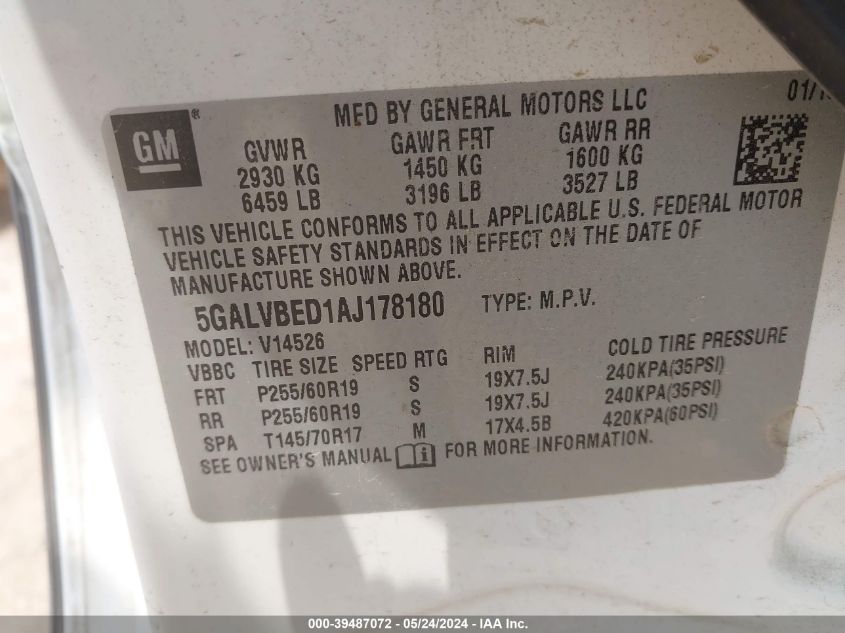 MFD BY GENERAL MOTORS LLC
GM®
GVWR GAWR FRT GAWR RR
2930 KG 1450 KG 1600 KG
6459 LB 3196 LB 3527 LB
THIS VEHICLE CONFORMS TO ALL APPLICABLE U.S. FEDERAL MOTOR
VEHICLE SAFETY STANDARDS IN EFFECT ON THE DATE OF
MANUFACTURE SHOWN ABOVE.
5GALVBED1AJ178180 TYPE: M.P.V.
MODEL: V14526
VBBC TIRE SIZE SPEED RTG RIM COLD TIRE PRESSURE
FRT P255/60R19 S 19X7.5J 240KPA(35PSI)
RR P255/60R19 S 19X7.5J 240KPA(35PSI)
SPA T145/70R17 M 17X4.5B 420KPA(60PSI)
SEE OWNER'S MANUAL FOR MORE INFORMATION.
000-39487072 - 05/24/2024 - IAA Inc.